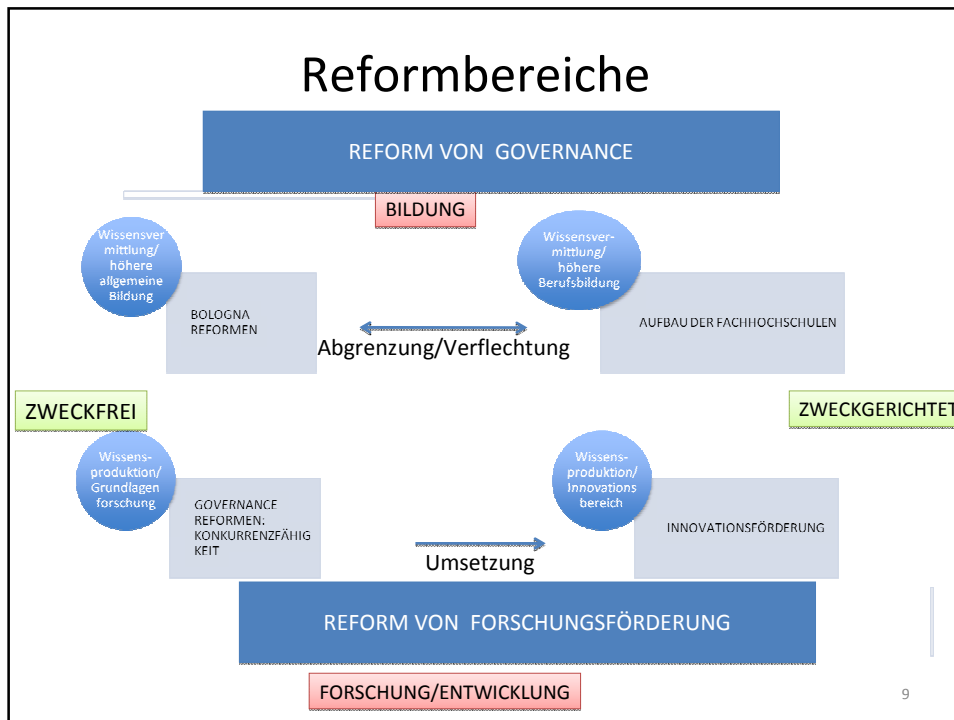 Reformbereiche
REFORM VON GOVERNANCE
BILDUNG
Wissensver
mittlung/
höhere
allgemeine
Bildung
BOLOGNA
REFORMEN
Abgrenzung/Verflechtung
Wissensver-
mittlung/
höhere
Berufsbildung
AUFBAU DER FACHHOCHSCHULEN
ZWECKFREI
ZWECKGERICHTET
Wissens-
produktion/
Grundlagen
forschung
GOVERNANCE
REFORMEN:
KONKURRENZFÄHIG
KEIT
Umsetzung
Wissens-
produktion/
Innovations
bereich
INNOVATIONSFÖRDERUNG
REFORM VON FORSCHUNGSFÖRDERUNG
FORSCHUNG/ENTWICKLUNG
9